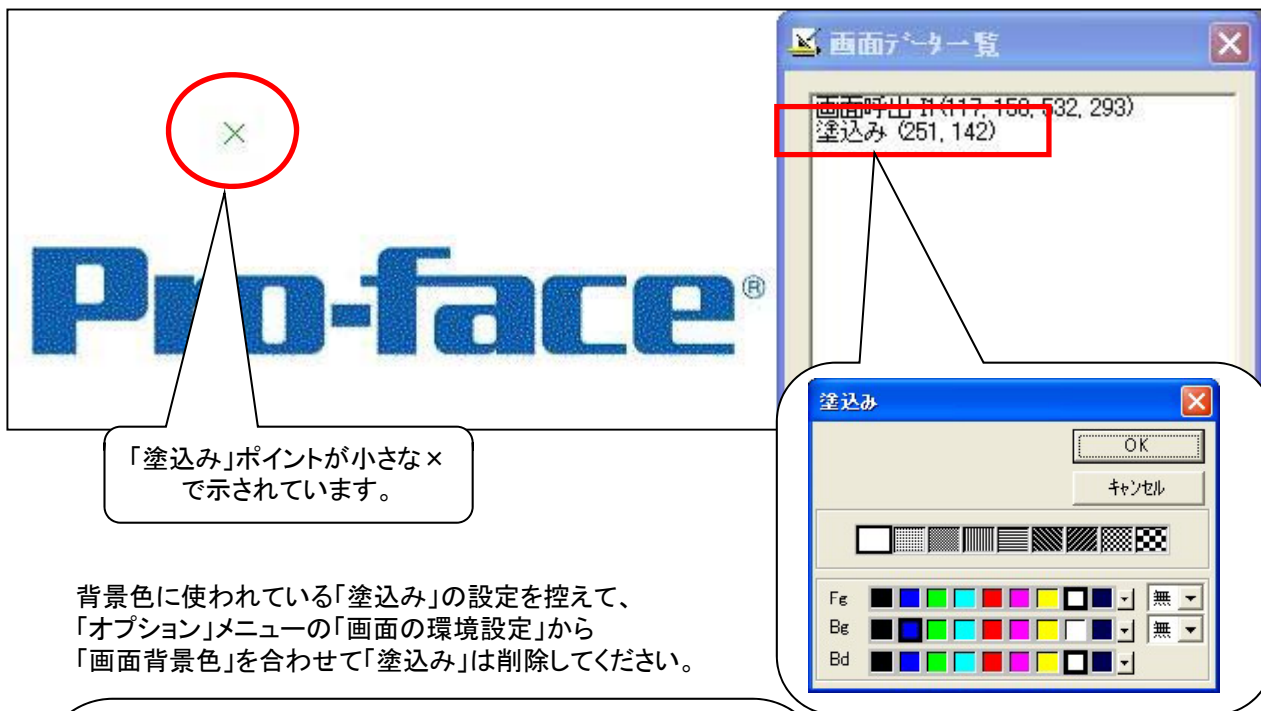 画面データ一覧
画面呼出 I1(117, 158, 532, 293)
塗込み (251, 142)
×
Pro-face®
「塗込み」ポイントが小さな×
で示されています。
塗込み
OK
キャンセル
Fg 無
Bg 無
Bd
背景色に使われている「塗込み」の設定を控えて、
「オプション」メニューの「画面の環境設定」から
「画面背景色」を合わせて「塗込み」は削除してください。